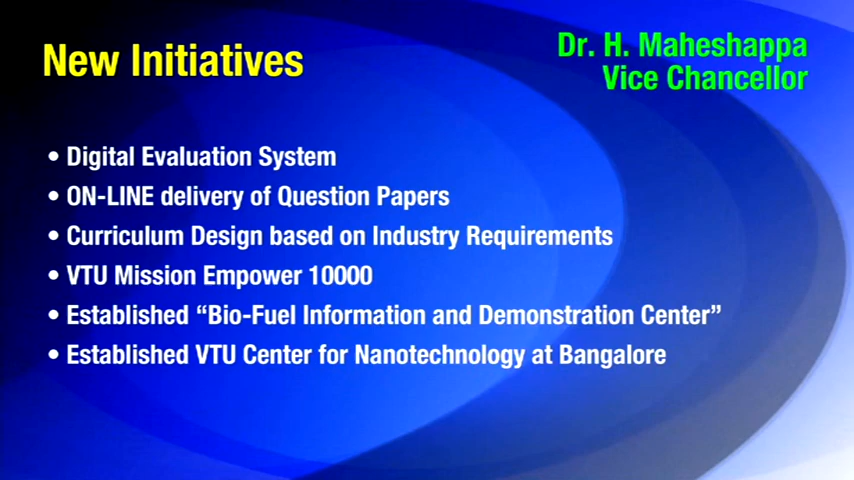 New Initiatives
Dr. H. Maheshappa
Vice Chancellor
• Digital Evaluation System
• ON-LINE delivery of Question Papers
• Curriculum Design based on Industry Requirements
• VTU Mission Empower 10000
• Established “Bio-Fuel Information and Demonstration Center”
• Established VTU Center for Nanotechnology at Bangalore